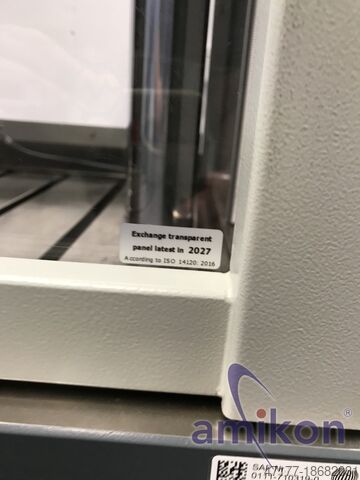 Exchange transparent
panel latest in 2027
According to ISO 14120: 2016
amikon